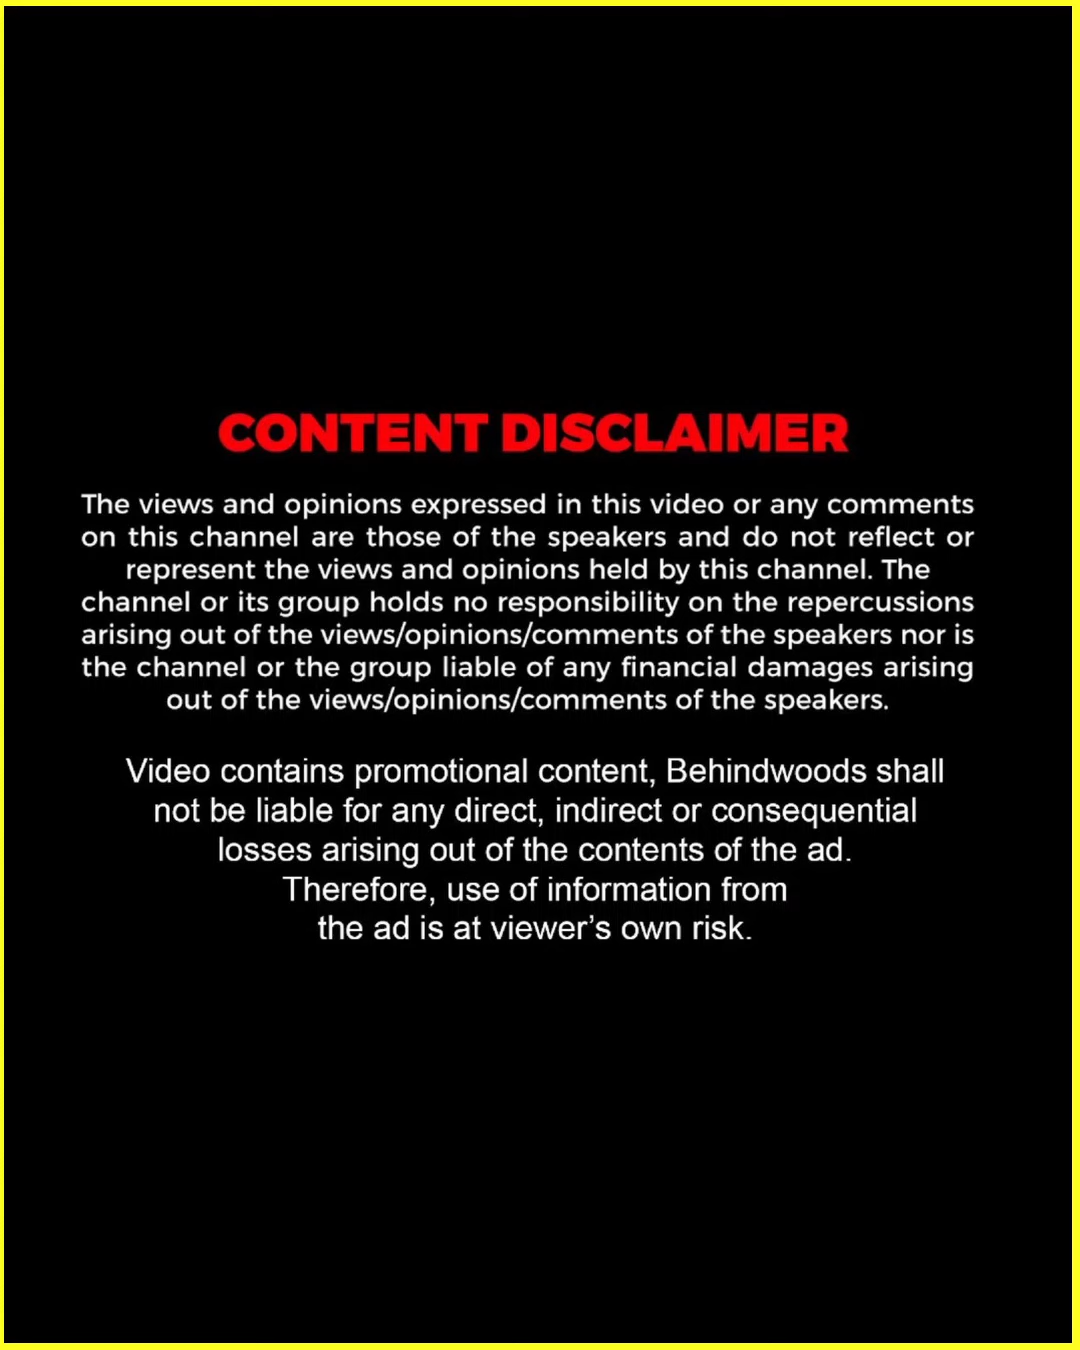 CONTENT DISCLAIMER
The views and opinions expressed in this video or any comments
on this channel are those of the speakers and do not reflect or
represent the views and opinions held by this channel. The
channel or its group holds no responsibility on the repercussions
arising out of the views/opinions/comments of the speakers nor is
the channel or the group liable of any financial damages arising
out of the views/opinions/comments of the speakers.
Video contains promotional content, Behindwoods shall
not be liable for any direct, indirect or consequential
losses arising out of the contents of the ad.
Therefore, use of information from
the ad is at viewer’s own risk.